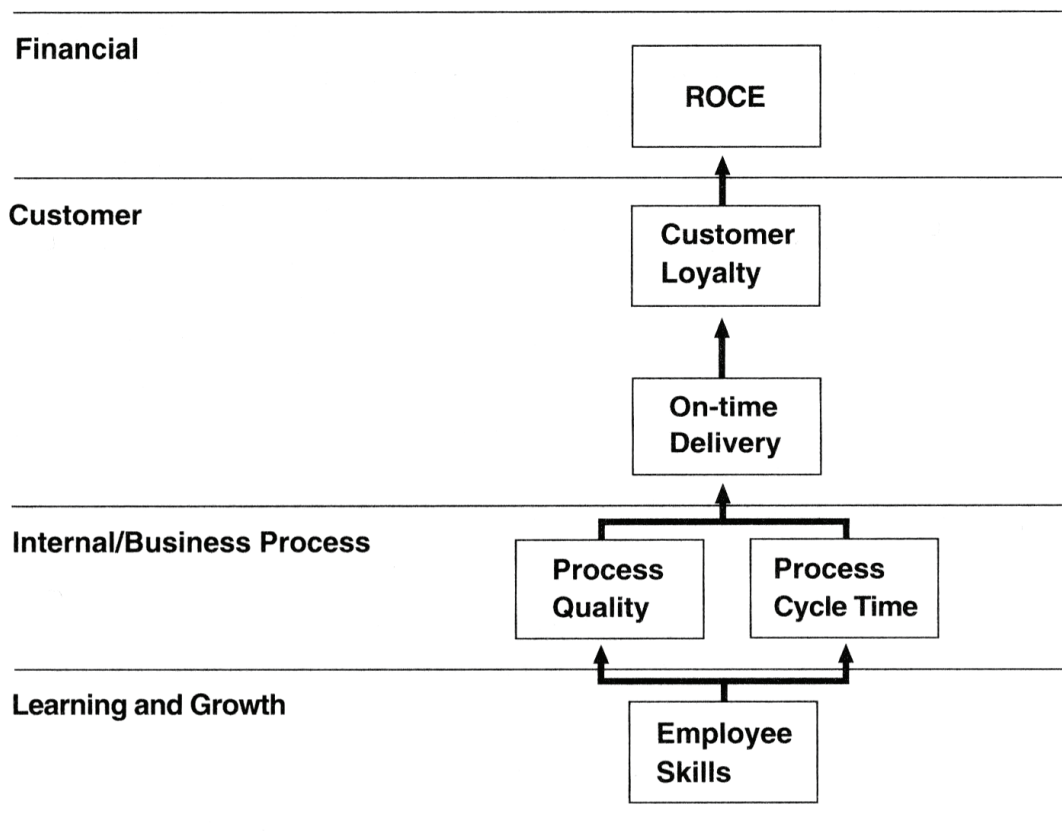 Financial
ROCE
Customer
Customer
Loyalty
On-time
Delivery
Internal/Business Process
Process
Quality
Process
Cycle Time
Learning and Growth
Employee
Skills